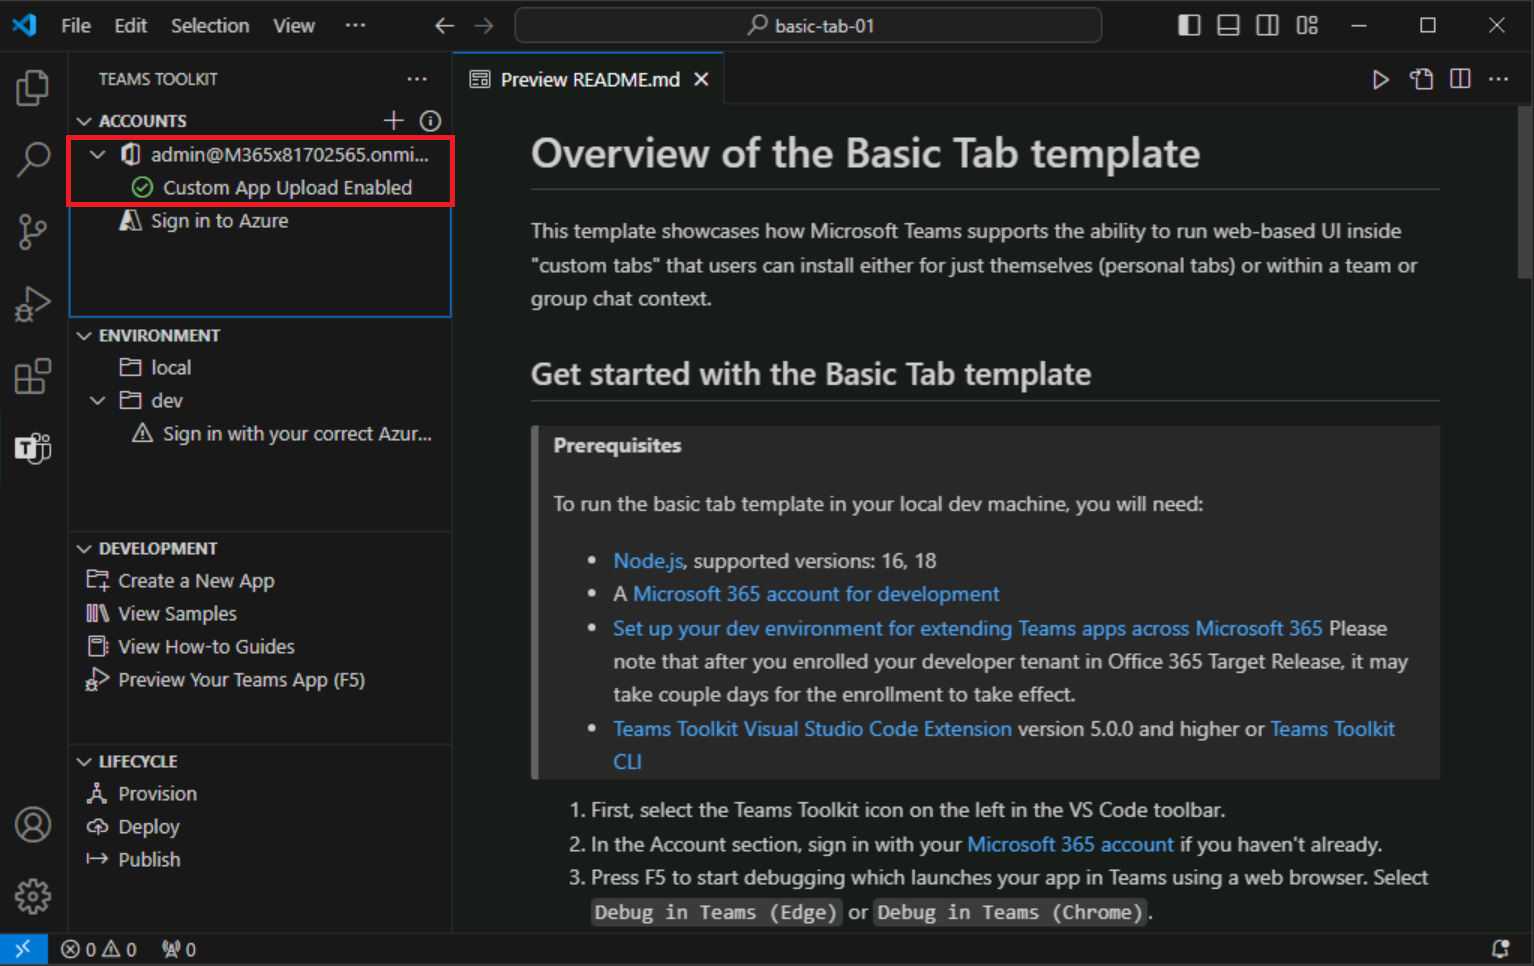 File Edit Selection View ···
basic-tab-01
TEAMS TOOLKIT ···
ACCOUNTS
admin@M365x81702565.onmi...
Custom App Upload Enabled
Sign in to Azure
ENVIRONMENT
local
dev
Sign in with your correct Azur...
DEVELOPMENT
Create a New App
View Samples
View How-to Guides
Preview Your Teams App (F5)
LIFECYCLE
Provision
Deploy
Publish
Preview README.md
Overview of the Basic Tab template
This template showcases how Microsoft Teams supports the ability to run web-based UI inside
"custom tabs" that users can install either for just themselves (personal tabs) or within a team or
group chat context.
Get started with the Basic Tab template
Prerequisites
To run the basic tab template in your local dev machine, you will need:
• Node.js, supported versions: 16, 18
• A Microsoft 365 account for development
• Set up your dev environment for extending Teams apps across Microsoft 365 Please
note that after you enrolled your developer tenant in Office 365 Target Release, it may
take couple days for the enrollment to take effect.
• Teams Toolkit Visual Studio Code Extension version 5.0.0 and higher or Teams Toolkit
CLI
1. First, select the Teams Toolkit icon on the left in the VS Code toolbar.
2. In the Account section, sign in with your Microsoft 365 account if you haven't already.
3. Press F5 to start debugging which launches your app in Teams using a web browser. Select
Debug in Teams (Edge) or Debug in Teams (Chrome).
0 0 0